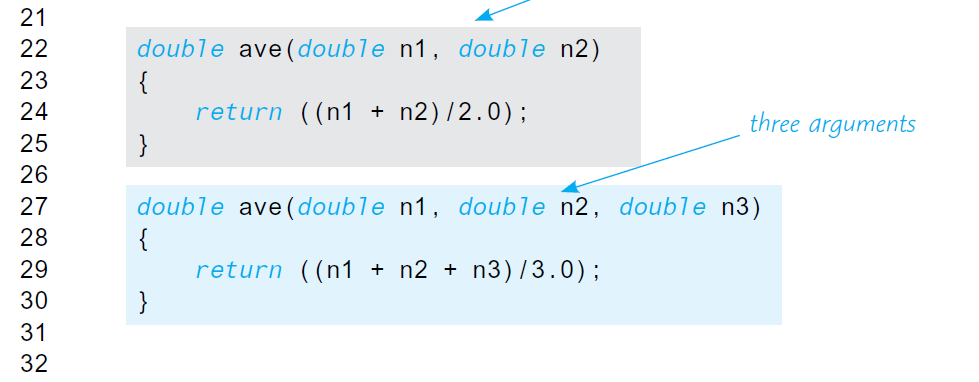 21
22 double ave(double n1, double n2)
23 {
24 return ((n1 + n2)/2.0);
25 }
three arguments
26
27 double ave(double n1, double n2, double n3)
28 {
29 return ((n1 + n2 + n3)/3.0);
30 }
31
32